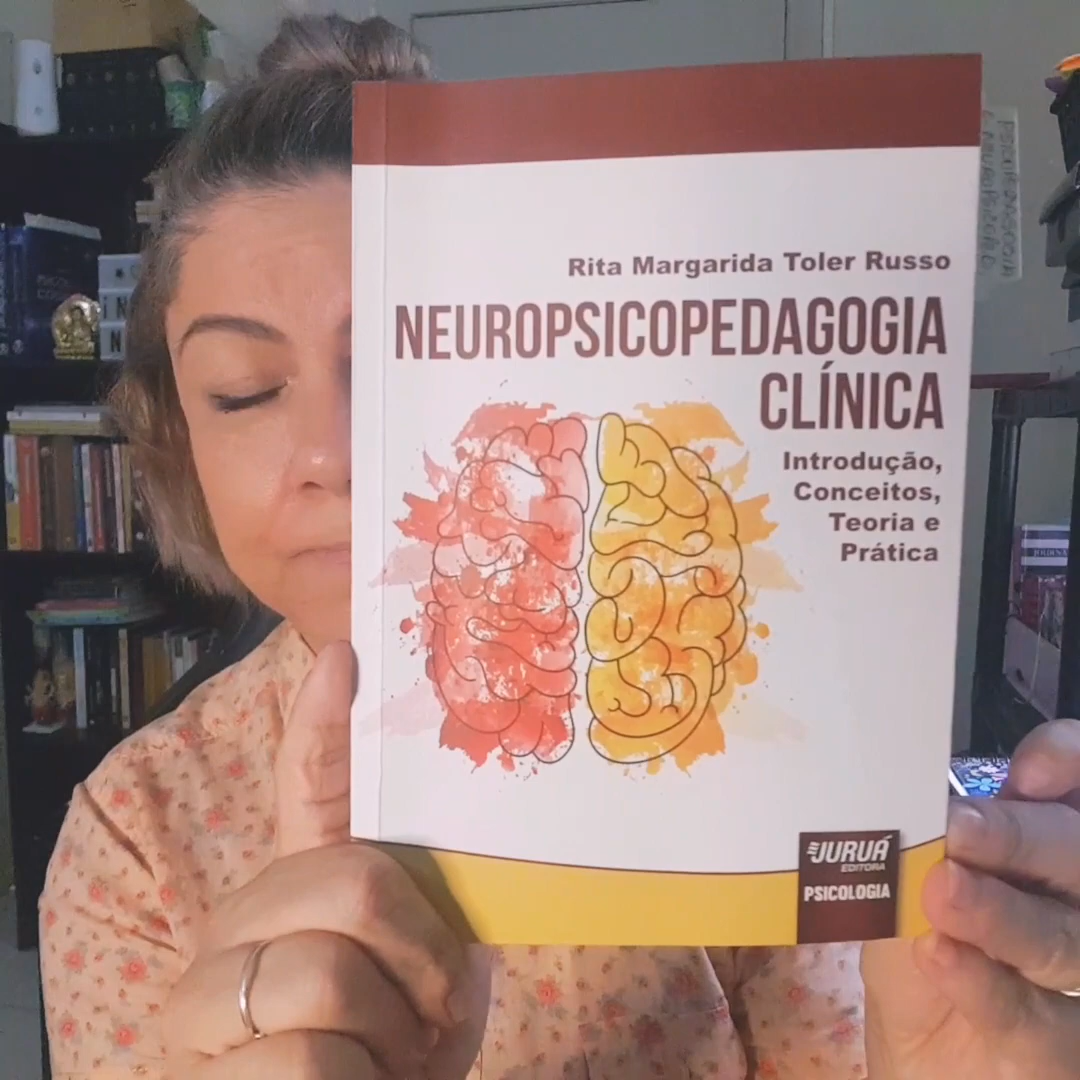 Rita Margarida Toler Russo
NEUROPSICOPEDAGOGIA
CLÍNICA
Introdução,
Conceitos,
Teoria e
Prática
JURUÁ
EDITORA
PSICOLOGIA